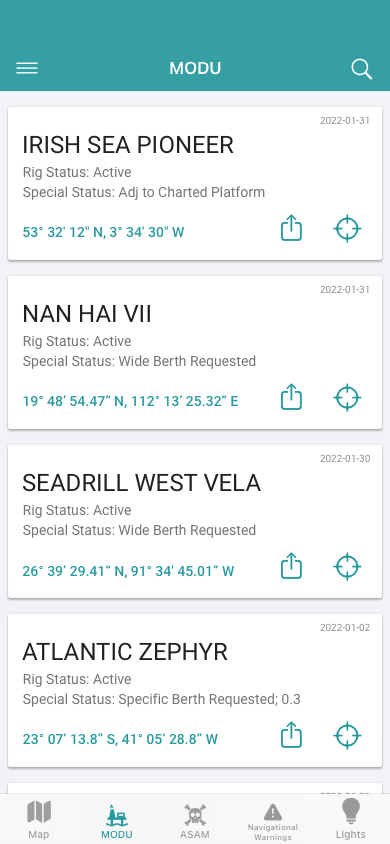 MODU
2022-01-31
IRISH SEA PIONEER
Rig Status: Active
Special Status: Adj to Charted Platform
53° 32' 12" N, 3° 34' 30" W
2022-01-31
NAN HAI VII
Rig Status: Active
Special Status: Wide Berth Requested
19° 48’ 54.47” N, 112° 13’ 25.32” E
2022-01-30
SEADRILL WEST VELA
Rig Status: Active
Special Status: Wide Berth Requested
26° 39’ 29.41” N, 91° 34' 45.01” W
2022-01-02
ATLANTIC ZEPHYR
Rig Status: Active
Special Status: Specific Berth Requested; 0.3
23° 07’ 13.8” S, 41° 05’ 28.8” W
Map
MODU
ASAM
Navigational
Warnings
Lights